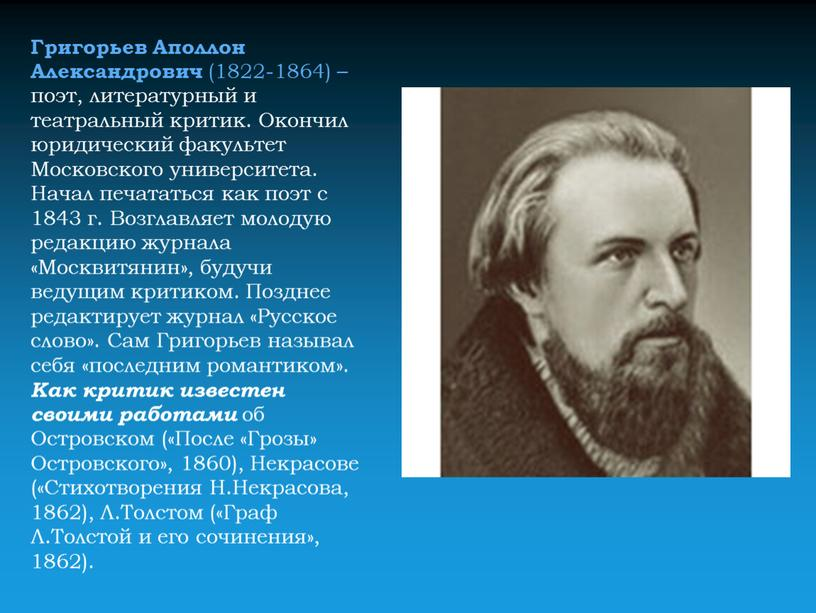 Григорьев Аполлон
Александрович (1822-1864) –
поэт, литературный и
театральный критик. Окончил
юридический факультет
Московского университета.
Начал печататься как поэт с
1843 г. Возглавляет молодую
редакцию журнала
«Москвитянин», будучи
ведущим критиком. Позднее
редактирует журнал «Русское
слово». Сам Григорьев называл
себя «последним романтиком».
Как критик известен
своими работами об
Островском («После «Грозы»
Островского», 1860), Некрасове
(«Стихотворения Н.Некрасова,
1862), Л.Толстом («Граф
Л.Толстой и его сочинения»,
1862).